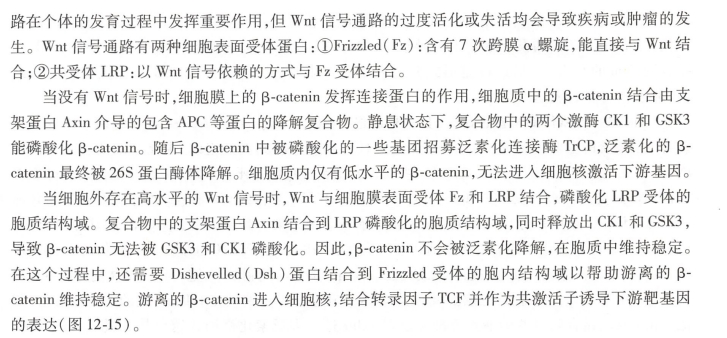 路在个体的发育过程中发挥重要作用,但 Wnt 信号通路的过度活化或失活均会导致疾病或肿瘤的发
生。Wnt 信号通路有两种细胞表面受体蛋白:①Frizzled(Fz):含有 7 次跨膜 α 螺旋,能直接与 Wnt 结
合;②共受体 LRP:以 Wnt 信号依赖的方式与 Fz 受体结合。
当没有 Wnt 信号时,细胞膜上的 β-catenin 发挥连接蛋白的作用,细胞质中的 β-catenin 结合由支
架蛋白 Axin 介导的包含 APC 等蛋白的降解复合物。静息状态下,复合物中的两个激酶 CK1 和 GSK3
能磷酸化 β-catenin。随后 β-catenin 中被磷酸化的一些基团招募泛素化连接酶 TrCP,泛素化的 β-
catenin 最终被 26S 蛋白酶体降解。细胞质内仅有低水平的 β-catenin,无法进入细胞核激活下游基因。
当细胞外存在高水平的 Wnt 信号时,Wnt 与细胞膜表面受体 Fz 和 LRP 结合,磷酸化 LRP 受体的
胞质结构域。复合物中的支架蛋白 Axin 结合到 LRP 磷酸化的胞质结构域,同时释放出 CK1 和 GSK3,
导致 β-catenin 无法被 GSK3 和 CK1 磷酸化。因此,β-catenin 不会被泛素化降解,在胞质中维持稳定。
在这个过程中,还需要 Dishevelled(Dsh)蛋白结合到 Frizzled 受体的胞内结构域以帮助游离的 β-
catenin 维持稳定。游离的 β-catenin 进入细胞核,结合转录因子 TCF 并作为共激活子诱导下游靶基因
的表达(图 12-15)。